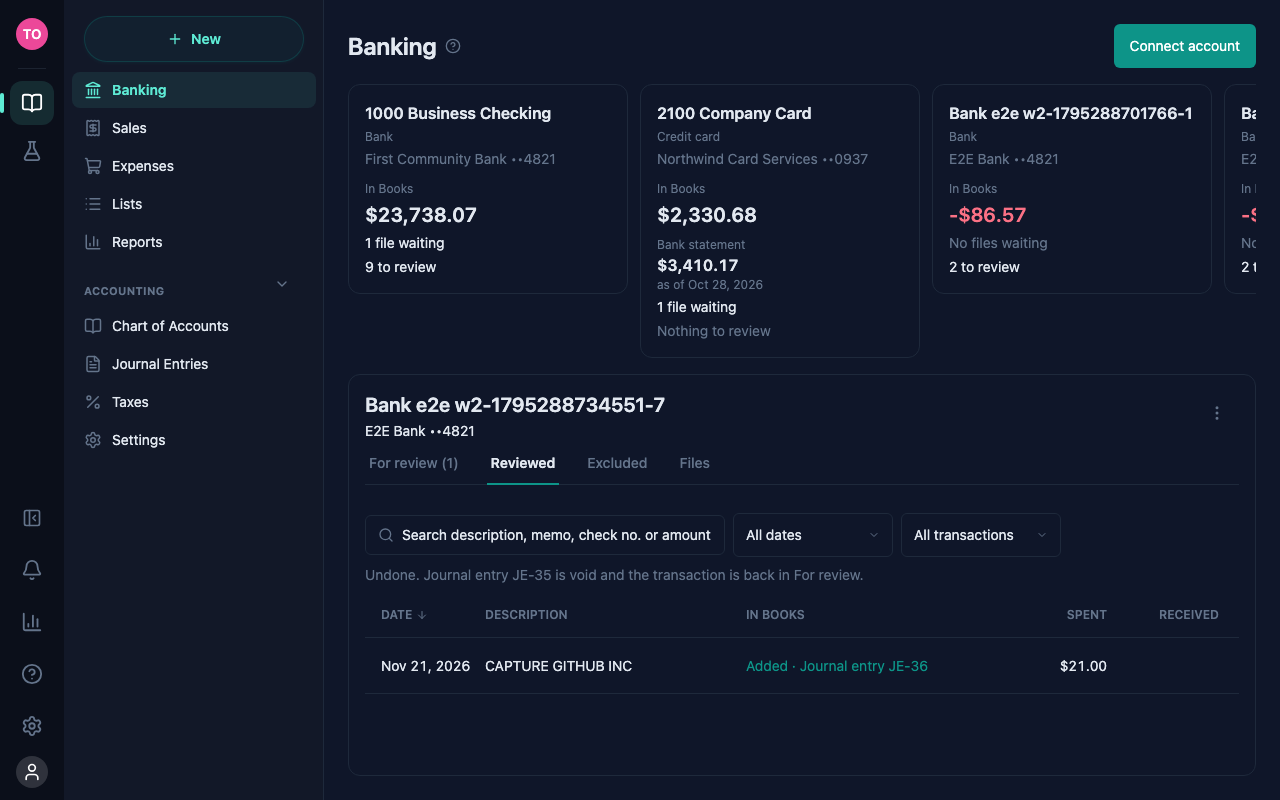 TO
New
Banking
Sales
Expenses
Lists
Reports
ACCOUNTING
Chart of Accounts
Journal Entries
Taxes
Settings
Banking
Connect account
1000 Business Checking
Bank
First Community Bank ••4821
In Books
$23,738.07
1 file waiting
9 to review
2100 Company Card
Credit card
Northwind Card Services ••0937
In Books
$2,330.68
Bank statement
$3,410.17
as of Oct 28, 2026
1 file waiting
Nothing to review
Bank e2e w2-1795288701766-1
Bank
E2E Bank ••4821
In Books
-$86.57
No files waiting
2 to review
Bank e2e w2-1795288734551-7
E2E Bank ••4821
For review (1) Reviewed Excluded Files
Search description, memo, check no. or amount All dates All transactions
Undone. Journal entry JE-35 is void and the transaction is back in For review.
DATE DESCRIPTION IN BOOKS SPENT RECEIVED
Nov 21, 2026 CAPTURE GITHUB INC Added · Journal entry JE-36 $21.00